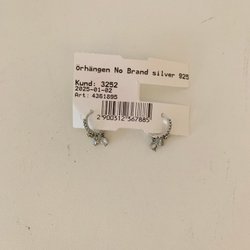 örhängen No Brand silver 925
Kund: 3252
2025-01-02
Art: 4361895
2900312567885